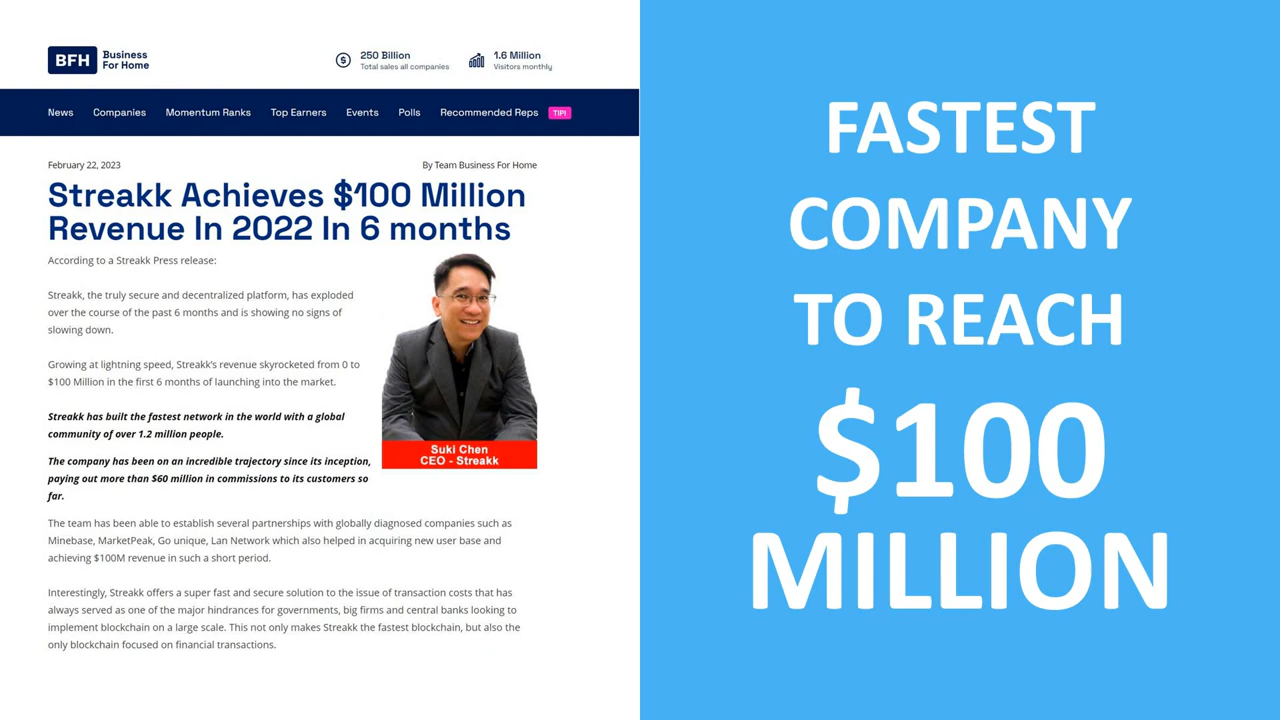 BFH
Business
For Home
250 Billion
Total sales all companies
1.6 Million
Visitors monthly
News
Companies
Momentum Ranks
Top Earners
Events
Polls
Recommended Reps
TIP!
February 22, 2023
By Team Business For Home
Streakk Achieves $100 Million
Revenue In 2022 In 6 months
According to a Streakk Press release:
Streakk, the truly secure and decentralized platform, has exploded
over the course of the past 6 months and is showing no signs of
slowing down.
Growing at lightning speed, Streakk’s revenue skyrocketed from 0 to
$100 Million in the first 6 months of launching into the market.
Streakk has built the fastest network in the world with a global
community of over 1.2 million people.
The company has been on an incredible trajectory since its inception,
paying out more than $60 million in commissions to its customers so
far.
Suki Chen
CEO - Streakk
The team has been able to establish several partnerships with globally diagnosed companies such as
Minebase, MarketPeak, Go unique, Lan Network which also helped in acquiring new user base and
achieving $100M revenue in such a short period.
Interestingly, Streakk offers a super fast and secure solution to the issue of transaction costs that has
always served as one of the major hindrances for governments, big firms and central banks looking to
implement blockchain on a large scale. This not only makes Streakk the fastest blockchain, but also the
only blockchain focused on financial transactions.
FASTEST
COMPANY
TO REACH
$100
MILLION